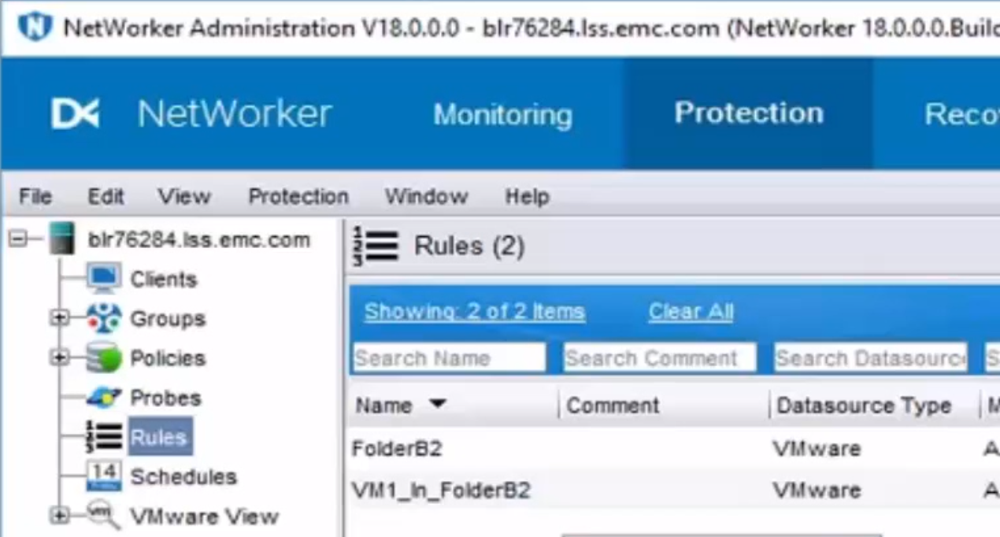 NetWorker Administration V18.0.0.0 - blr76284.lss.emc.com (NetWorker 18.0.0.0.Build
NetWorker Monitoring Protection Reco
File Edit View Protection Window Help
blr76284.lss.emc.com
Clients
Groups
Policies
Probes
Rules
14 Schedules
VMware View
Rules (2)
Showing: 2 of 2 Items Clear All
Search Name Search Comment Search Datasource
Name Comment Datasource Type
FolderB2 VMware
VM1_In_FolderB2 VMware